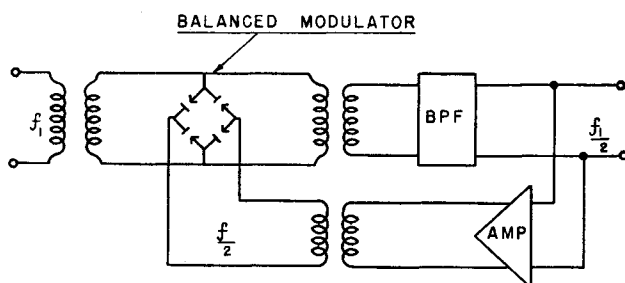 BALANCED MODULATOR
f₁
BPF
f₁/2
f/2
AMP